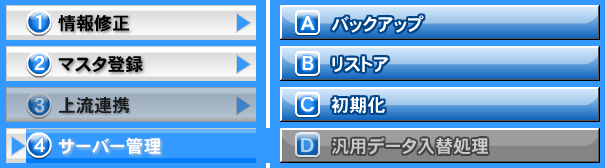 1 情報修正
2 マスタ登録
3 上流連携
4 サーバー管理
A バックアップ
B リストア
C 初期化
D 汎用データ入替処理